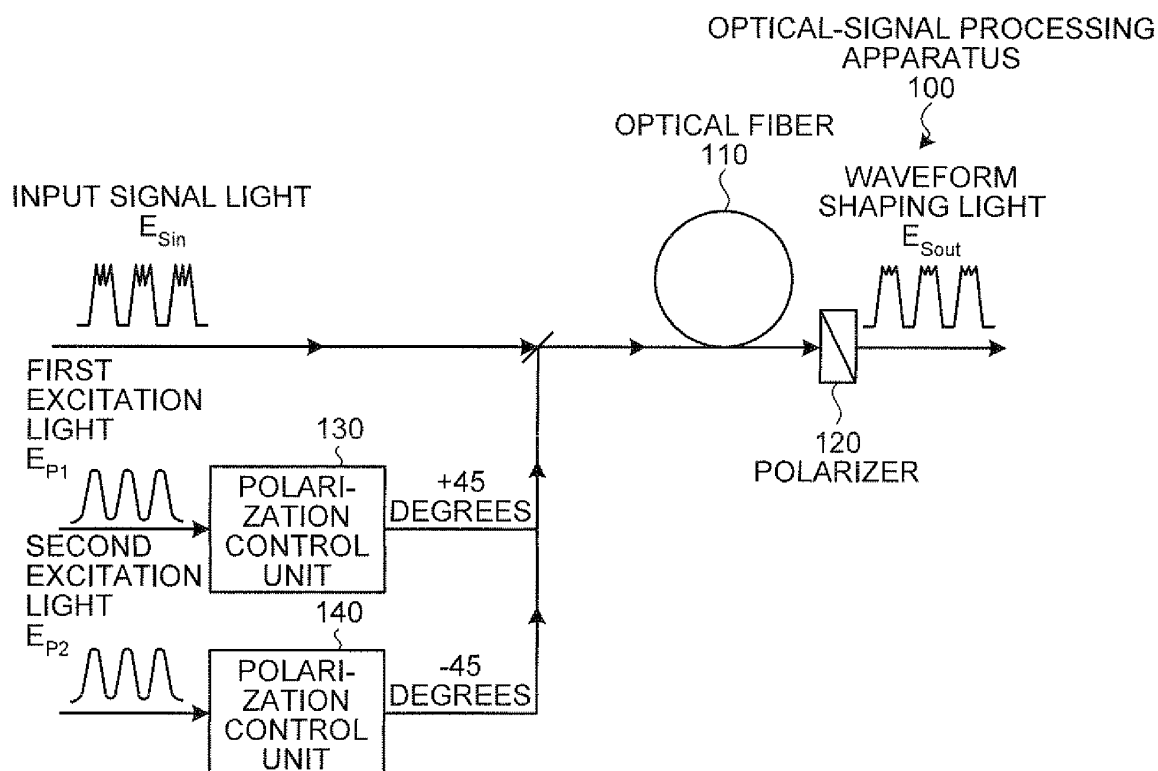 OPTICAL-SIGNAL PROCESSING
APPARATUS
100
OPTICAL FIBER
110
WAVEFORM
SHAPING LIGHT
E_Sout
INPUT SIGNAL LIGHT
E_Sin
FIRST
EXCITATION
LIGHT
E_P1
130
POLARI-
ZATION
CONTROL
UNIT
+45
DEGREES
120
POLARIZER
SECOND
EXCITATION
LIGHT
E_P2
140
POLARI-
ZATION
CONTROL
UNIT
-45
DEGREES